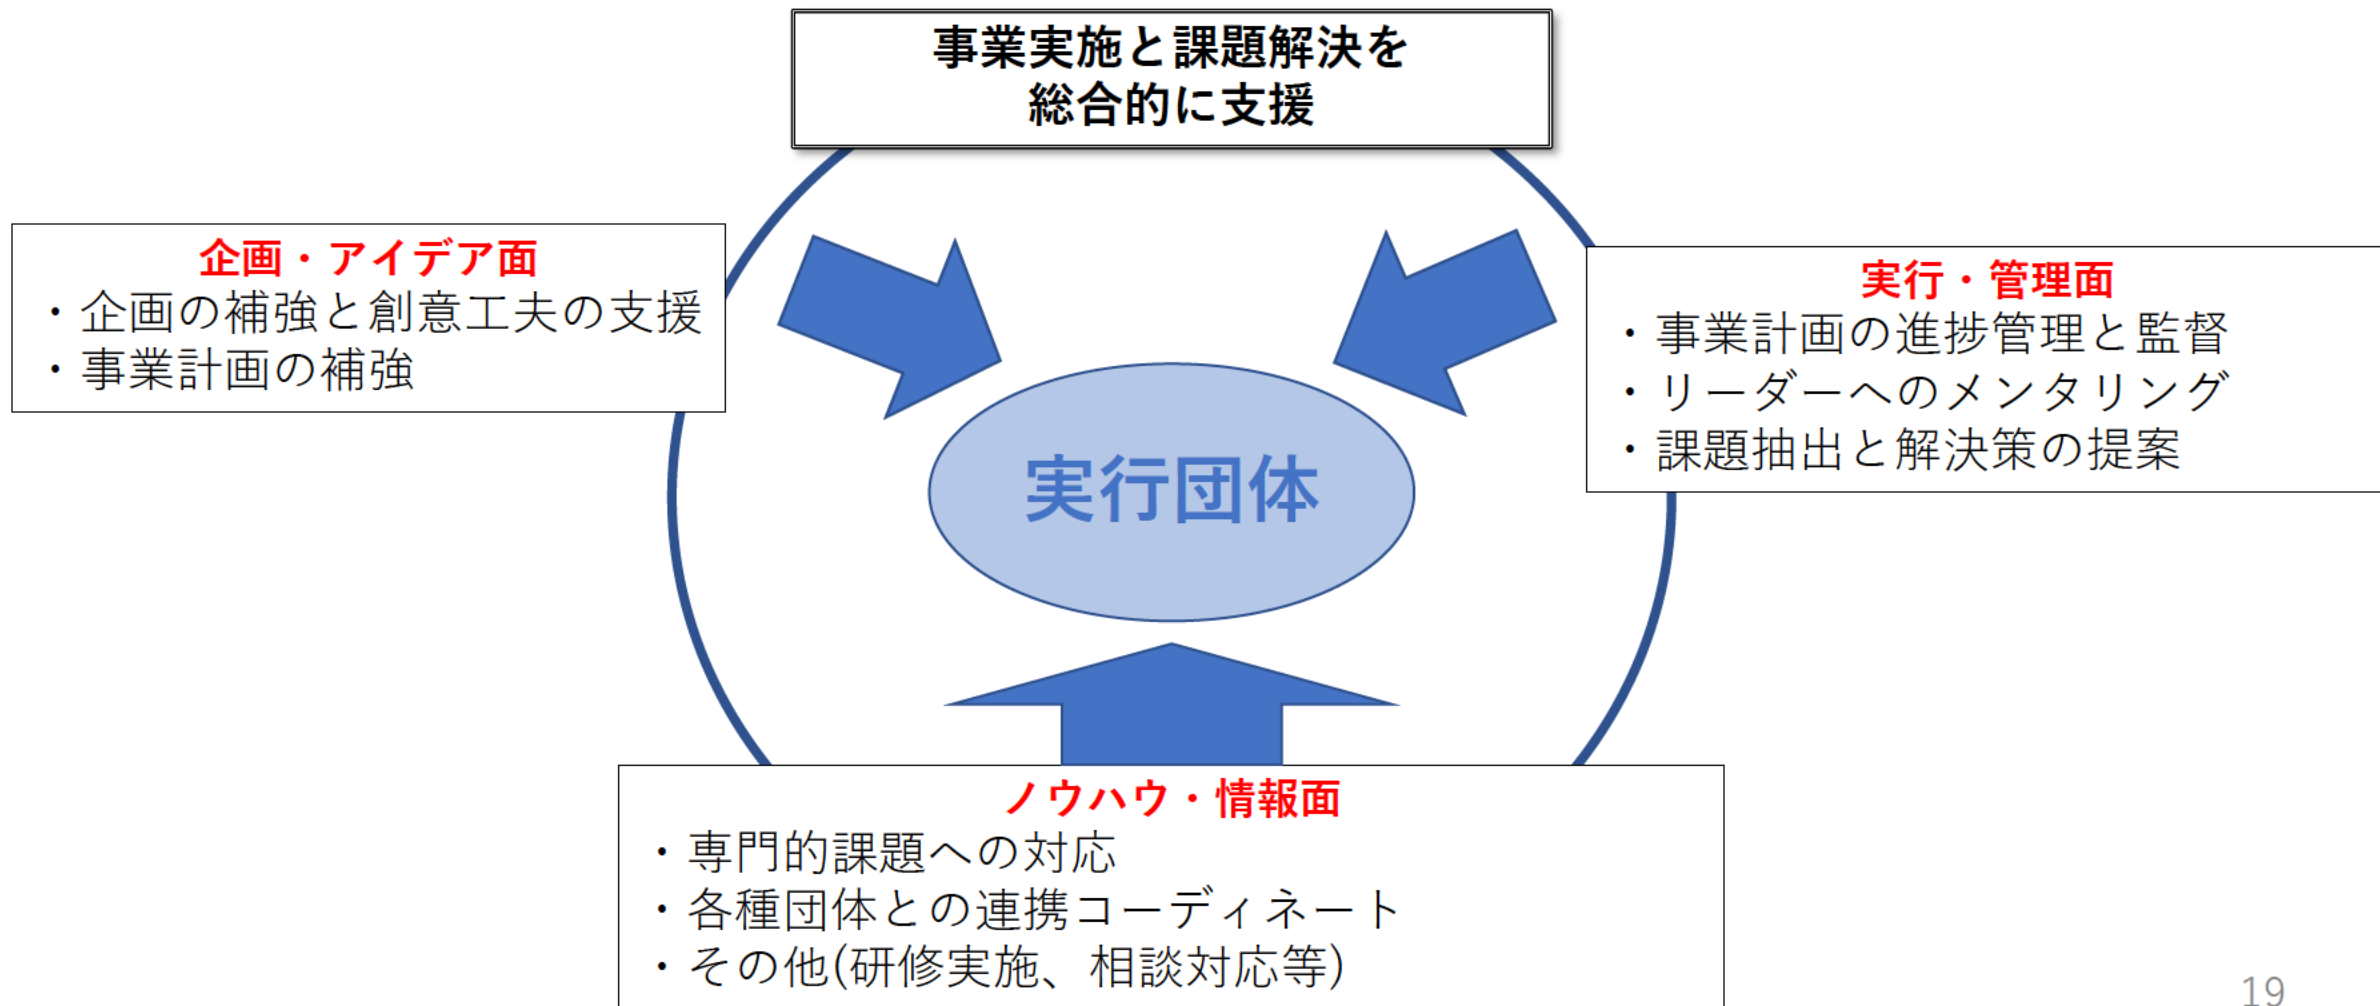 事業実施と課題解決を
総合的に支援
企画・アイデア面
・企画の補強と創意工夫の支援
・事業計画の補強
実行・管理面
・事業計画の進捗管理と監督
・リーダーへのメンタリング
・課題抽出と解決策の提案
実行団体
ノウハウ・情報面
・専門的課題への対応
・各種団体との連携コーディネート
・その他(研修実施、相談対応等)
19